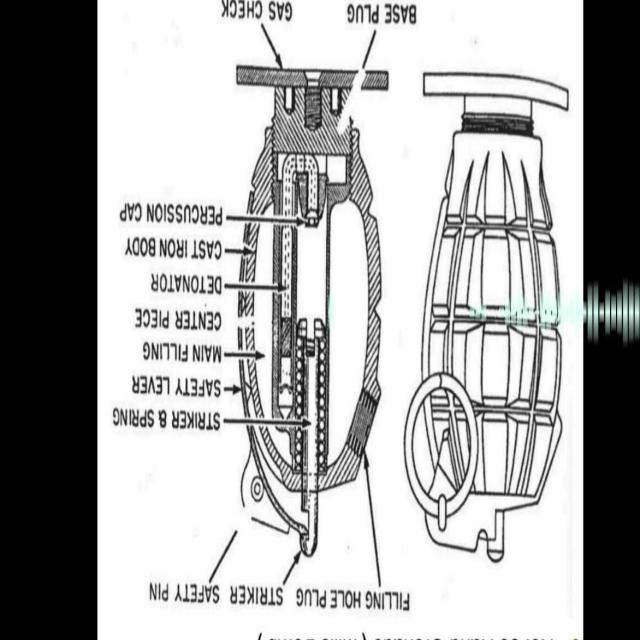 FILLING HOLE PLUG
STRIKER
SAFETY PIN
STRIKER & SPRING
SAFETY LEVER
MAIN FILLING
CENTER PIECE
DETONATOR
CAST IRON BODY
PERCUSSION CAP
BASE PLUG
GAS CHECK